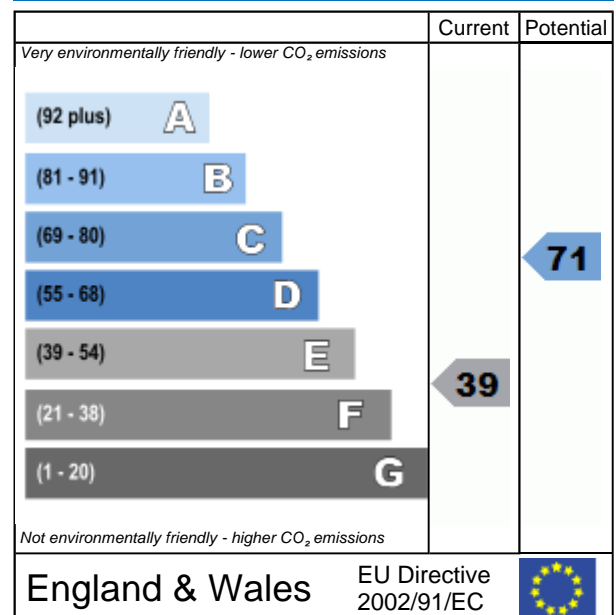 Current Potential
Very environmentally friendly - lower CO₂ emissions
(92 plus) A
(81 - 91) B
(69 - 80) C
71
(55 - 68) D
(39 - 54) E
39
(21 - 38) F
(1 - 20) G
Not environmentally friendly - higher CO₂ emissions
England & Wales
EU Directive
2002/91/EC